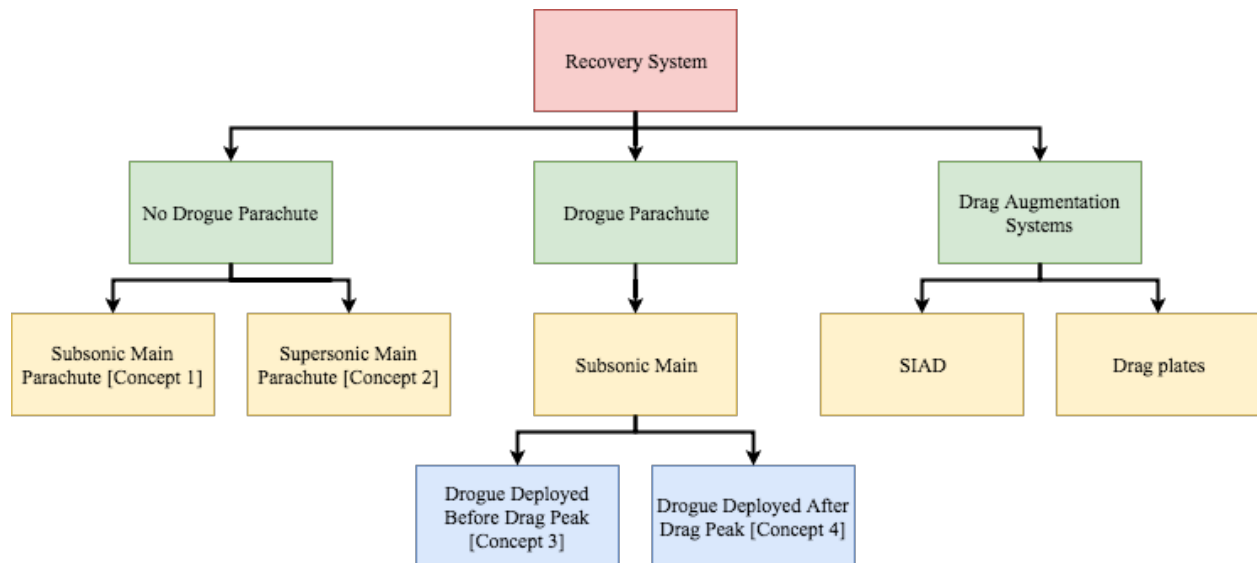 Recovery System
No Drogue Parachute
Drogue Parachute
Drag Augmentation
Systems
Subsonic Main
Parachute [Concept 1]
Supersonic Main
Parachute [Concept 2]
Subsonic Main
SIAD
Drag plates
Drogue Deployed
Before Drag Peak
[Concept 3]
Drogue Deployed After
Drag Peak [Concept 4]